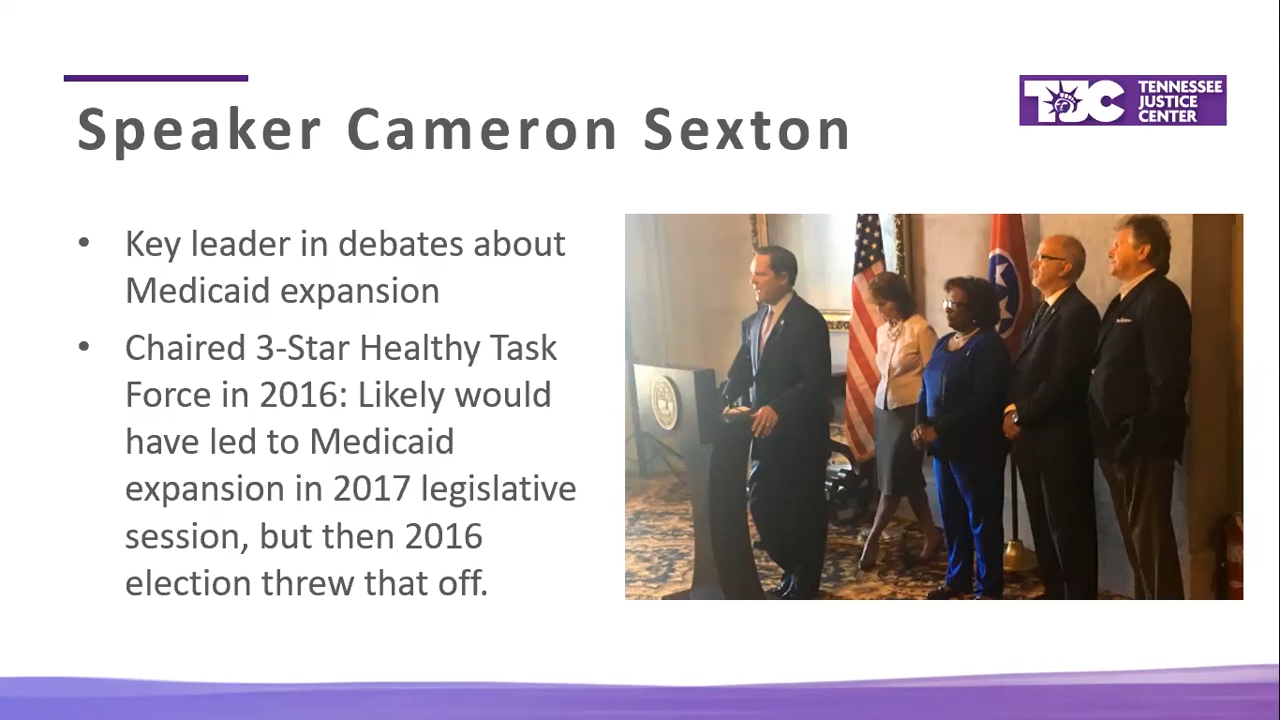 Speaker Cameron Sexton
TJC TENNESSEE
JUSTICE
CENTER
• Key leader in debates about
Medicaid expansion
• Chaired 3-Star Healthy Task
Force in 2016: Likely would
have led to Medicaid
expansion in 2017 legislative
session, but then 2016
election threw that off.